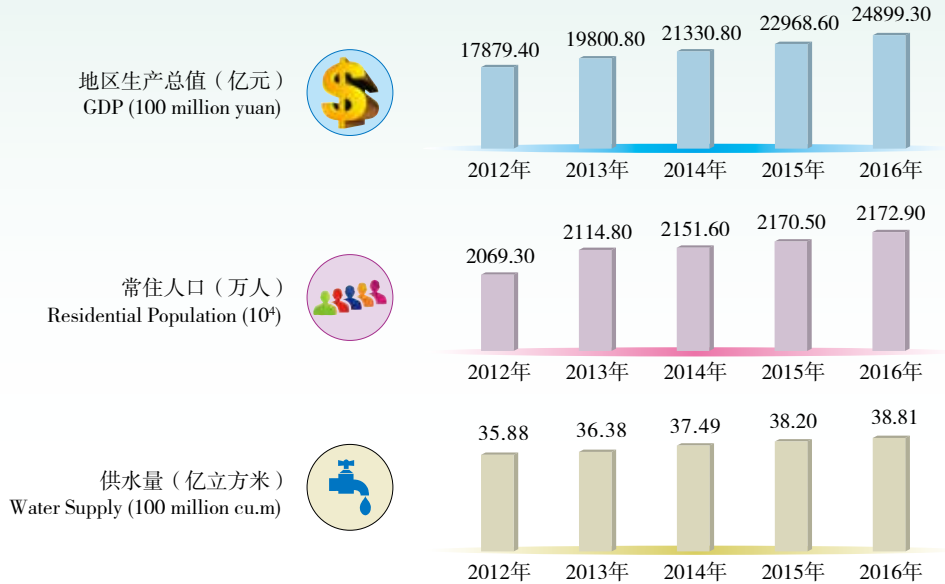 17879.40 19800.80 21330.80 22968.60 24899.30
地区生产总值（亿元）
GDP (100 million yuan)
2012年 2013年 2014年 2015年 2016年
2069.30 2114.80 2151.60 2170.50 2172.90
常住人口（万人）
Residential Population (10⁴)
2012年 2013年 2014年 2015年 2016年
35.88 36.38 37.49 38.20 38.81
供水量（亿立方米）
Water Supply (100 million cu.m)
2012年 2013年 2014年 2015年 2016年